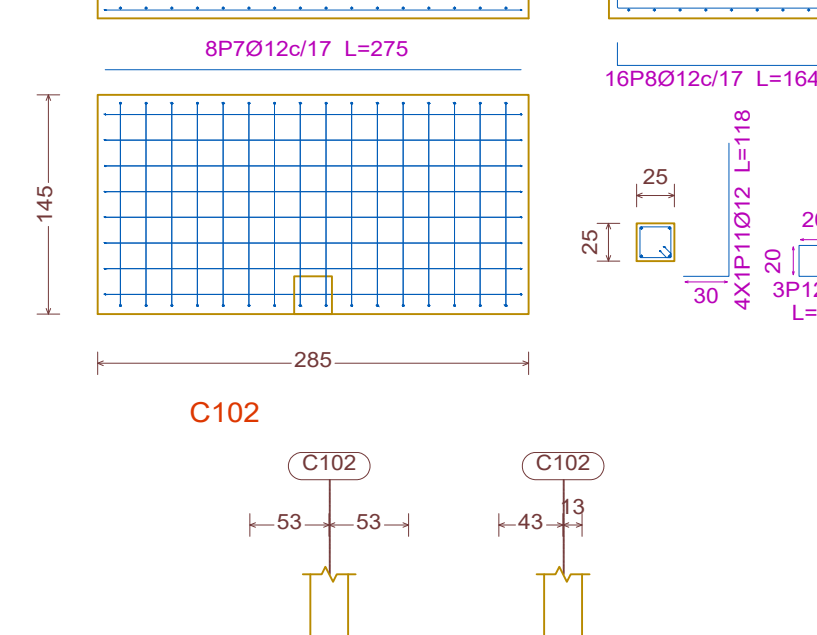 8P7Ø12c/17 L=275
16P8Ø12c/17 L=164
145
25
25
4X1P11Ø12 L=118
30
20
3P12
L=
285
C102
C102
C102
53
53
43
13